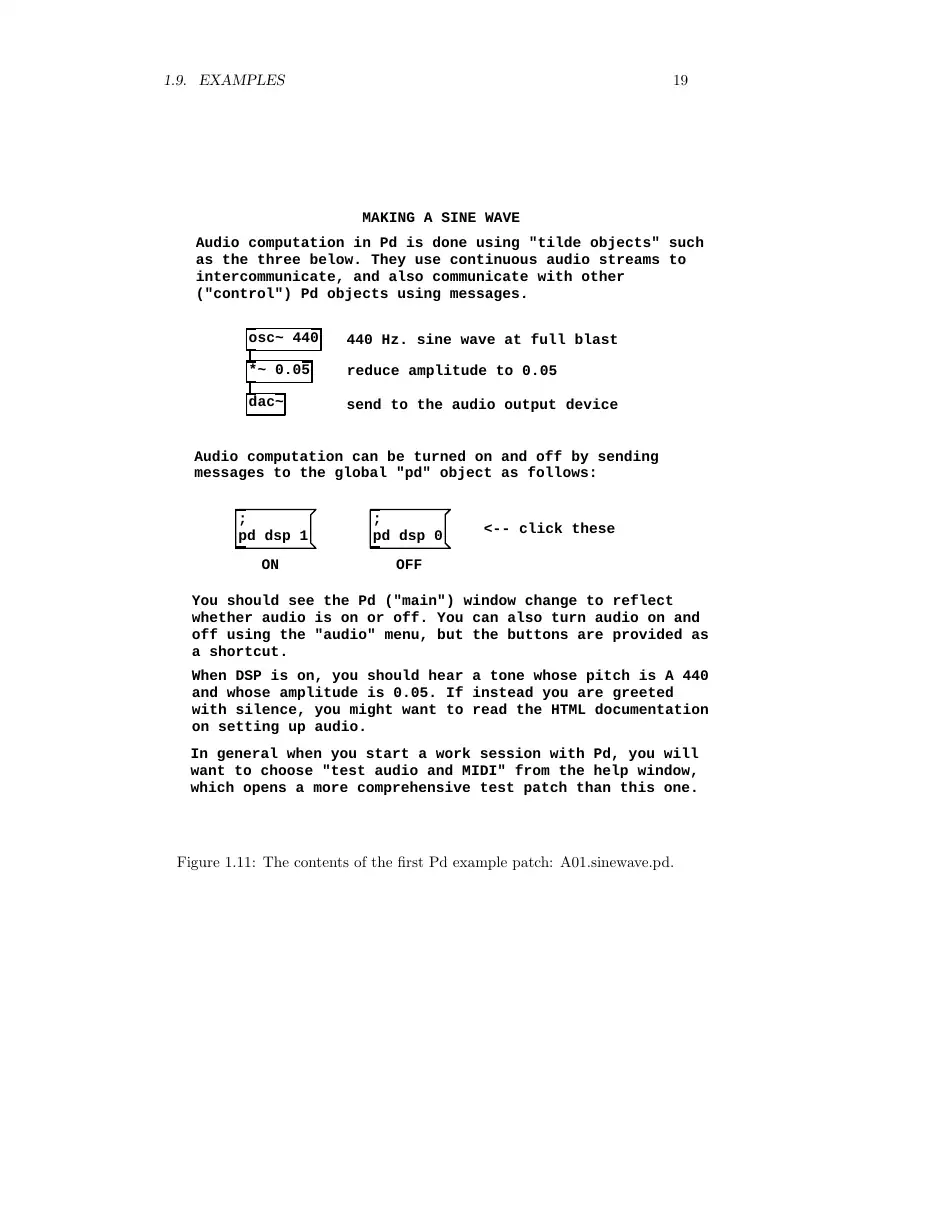 1.9. EXAMPLES 19
MAKING A SINE WAVE
Audio computation in Pd is done using "tilde objects" such
as the three below. They use continuous audio streams to
intercommunicate, and also communicate with other
("control") Pd objects using messages.
osc~ 440 440 Hz. sine wave at full blast
*~ 0.05 reduce amplitude to 0.05
dac~ send to the audio output device
Audio computation can be turned on and off by sending
messages to the global "pd" object as follows:
; ;
pd dsp 1 pd dsp 0 <-- click these
ON OFF
You should see the Pd ("main") window change to reflect
whether audio is on or off. You can also turn audio on and
off using the "audio" menu, but the buttons are provided as
a shortcut.
When DSP is on, you should hear a tone whose pitch is A 440
and whose amplitude is 0.05. If instead you are greeted
with silence, you might want to read the HTML documentation
on setting up audio.
In general when you start a work session with Pd, you will
want to choose "test audio and MIDI" from the help window,
which opens a more comprehensive test patch than this one.
Figure 1.11: The contents of the first Pd example patch: A01.sinewave.pd.